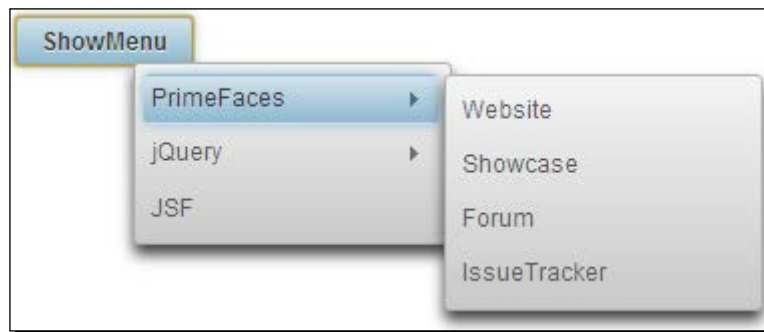 ShowMenu
PrimeFaces
jQuery
JSF
Website
Showcase
Forum
IssueTracker